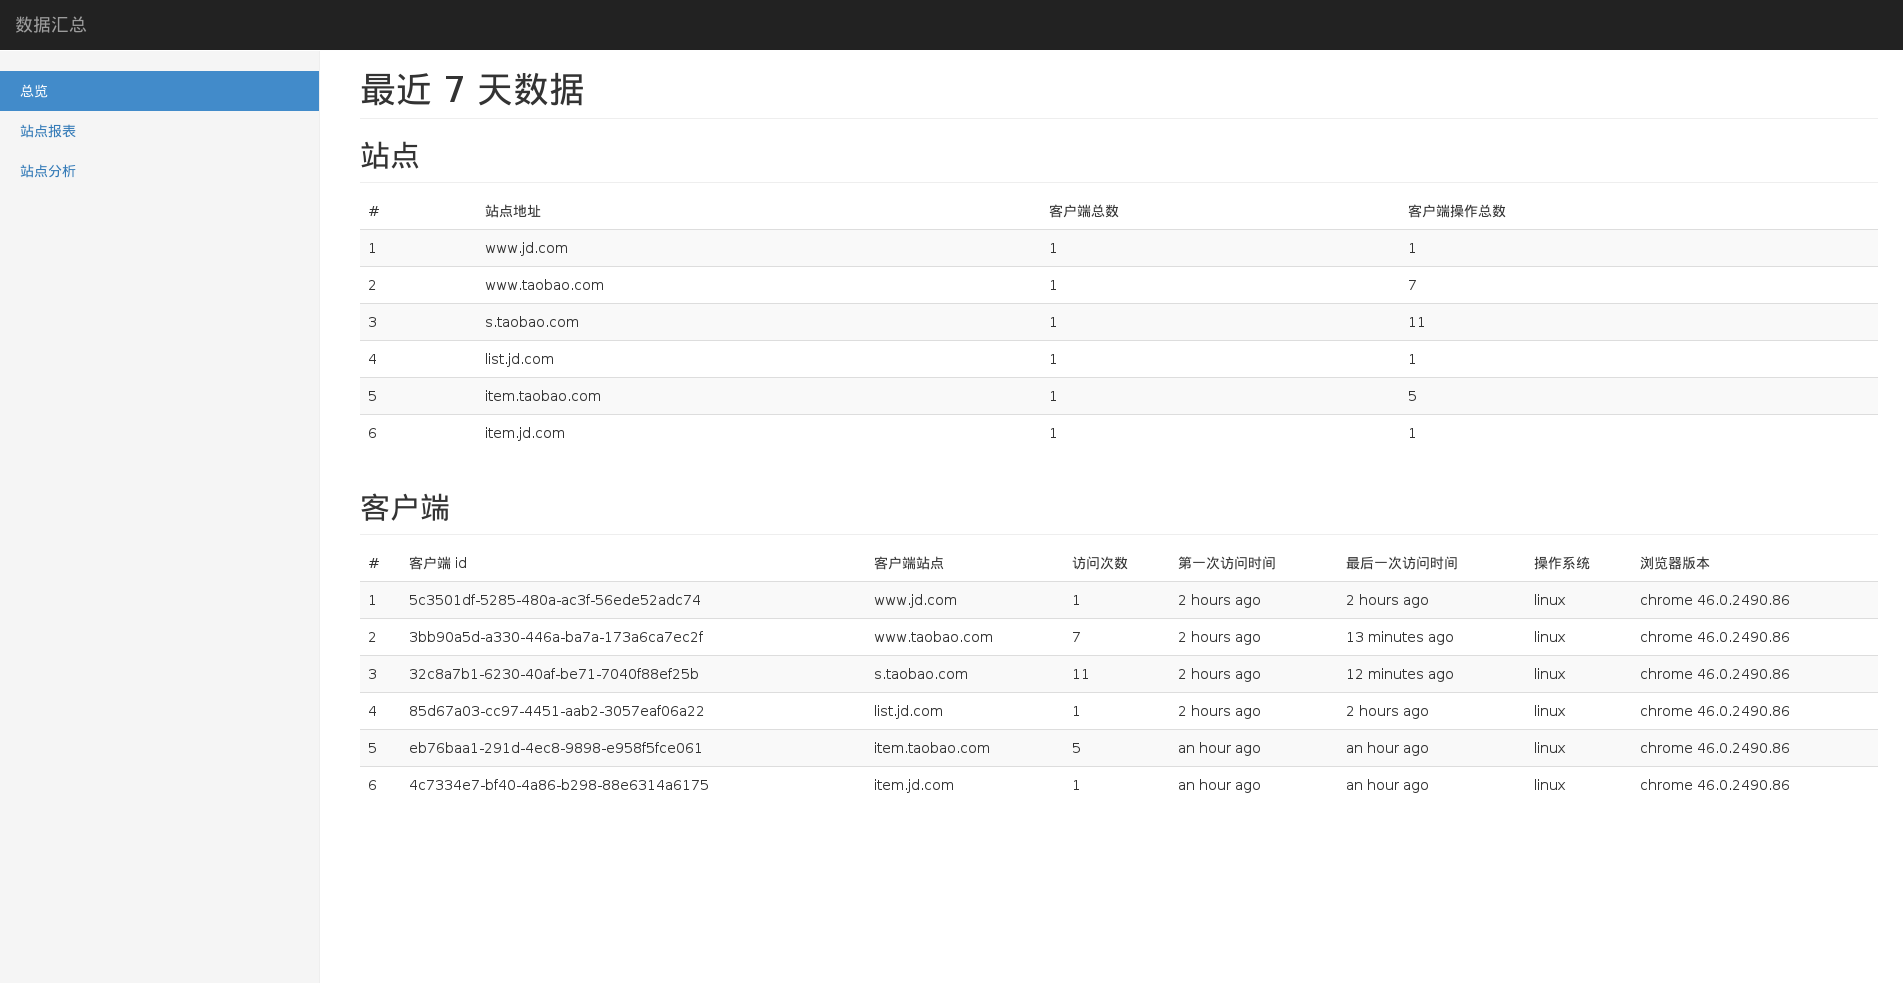 数据汇总
总览
站点报表
站点分析
最近 7 天数据
站点
# 站点地址 客户端总数 客户端操作总数
1 www.jd.com 1 1
2 www.taobao.com 1 7
3 s.taobao.com 1 11
4 list.jd.com 1 1
5 item.taobao.com 1 5
6 item.jd.com 1 1
客户端
# 客户端 id 客户端站点 访问次数 第一次访问时间 最后一次访问时间 操作系统 浏览器版本
1 5c3501df-5285-480a-ac3f-56ede52adc74 www.jd.com 1 2 hours ago 2 hours ago linux chrome 46.0.2490.86
2 3bb90a5d-a330-446a-ba7a-173a6ca7ec2f www.taobao.com 7 2 hours ago 13 minutes ago linux chrome 46.0.2490.86
3 32c8a7b1-6230-40af-be71-7040f88ef25b s.taobao.com 11 2 hours ago 12 minutes ago linux chrome 46.0.2490.86
4 85d67a03-cc97-4451-aab2-3057eaf06a22 list.jd.com 1 2 hours ago 2 hours ago linux chrome 46.0.2490.86
5 eb76baa1-291d-4ec8-9898-e958f5fce061 item.taobao.com 5 an hour ago an hour ago linux chrome 46.0.2490.86
6 4c7334e7-bf40-4a86-b298-88e6314a6175 item.jd.com 1 an hour ago an hour ago linux chrome 46.0.2490.86